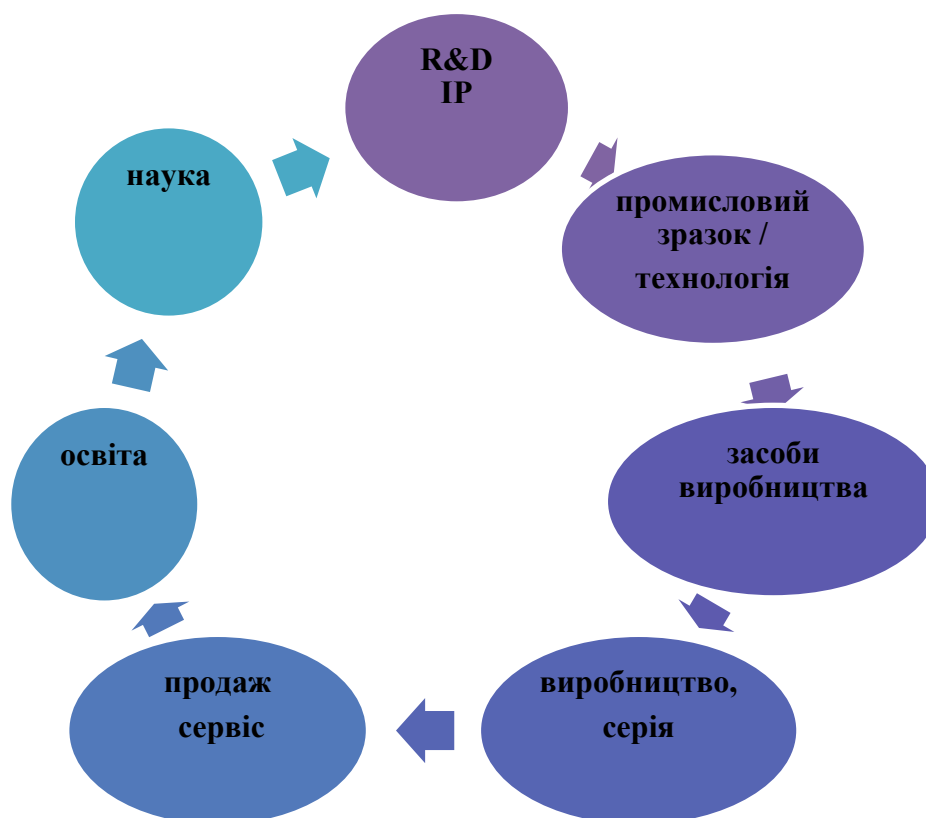 R&D
IP
промисловий
зразок /
технологія
засоби
виробництва
виробництво,
серія
продаж
сервіс
освіта
наука